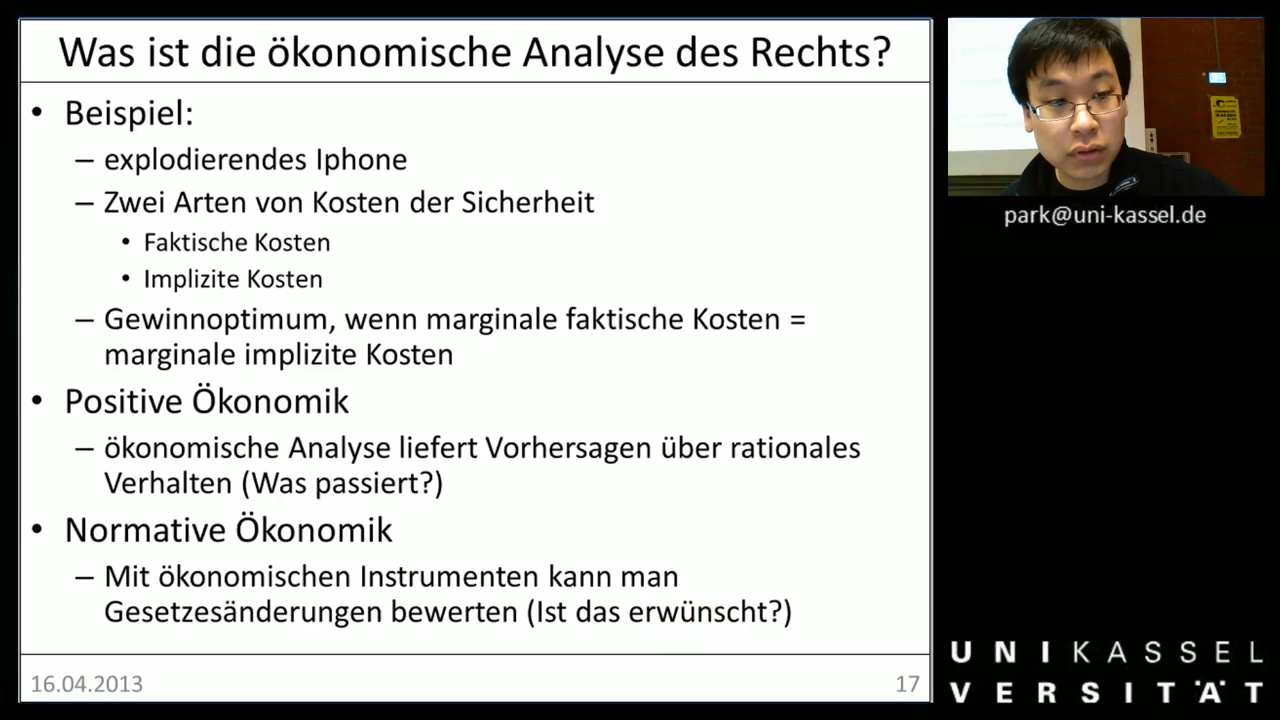 Was ist die ökonomische Analyse des Rechts?
• Beispiel:
– explodierendes Iphone
– Zwei Arten von Kosten der Sicherheit
• Faktische Kosten
• Implizite Kosten
– Gewinnoptimum, wenn marginale faktische Kosten =
marginale implizite Kosten
• Positive Ökonomik
– ökonomische Analyse liefert Vorhersagen über rationales
Verhalten (Was passiert?)
• Normative Ökonomik
– Mit ökonomischen Instrumenten kann man
Gesetzesänderungen bewerten (Ist das erwünscht?)
16.04.2013
17
park@uni-kassel.de
UNIKASSEL
VERSITÄT